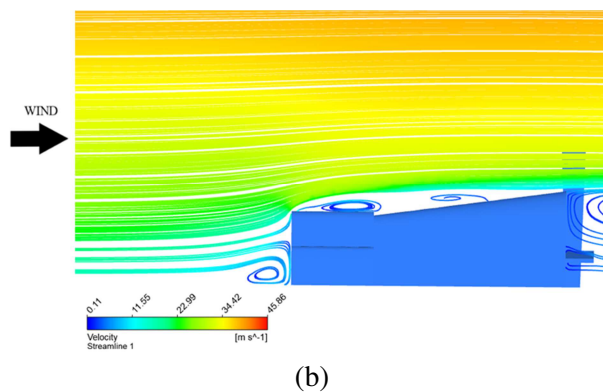 WIND
0.11
11.55
22.99
34.42
45.86
Velocity
[m s^-1]
Streamline 1
(b)